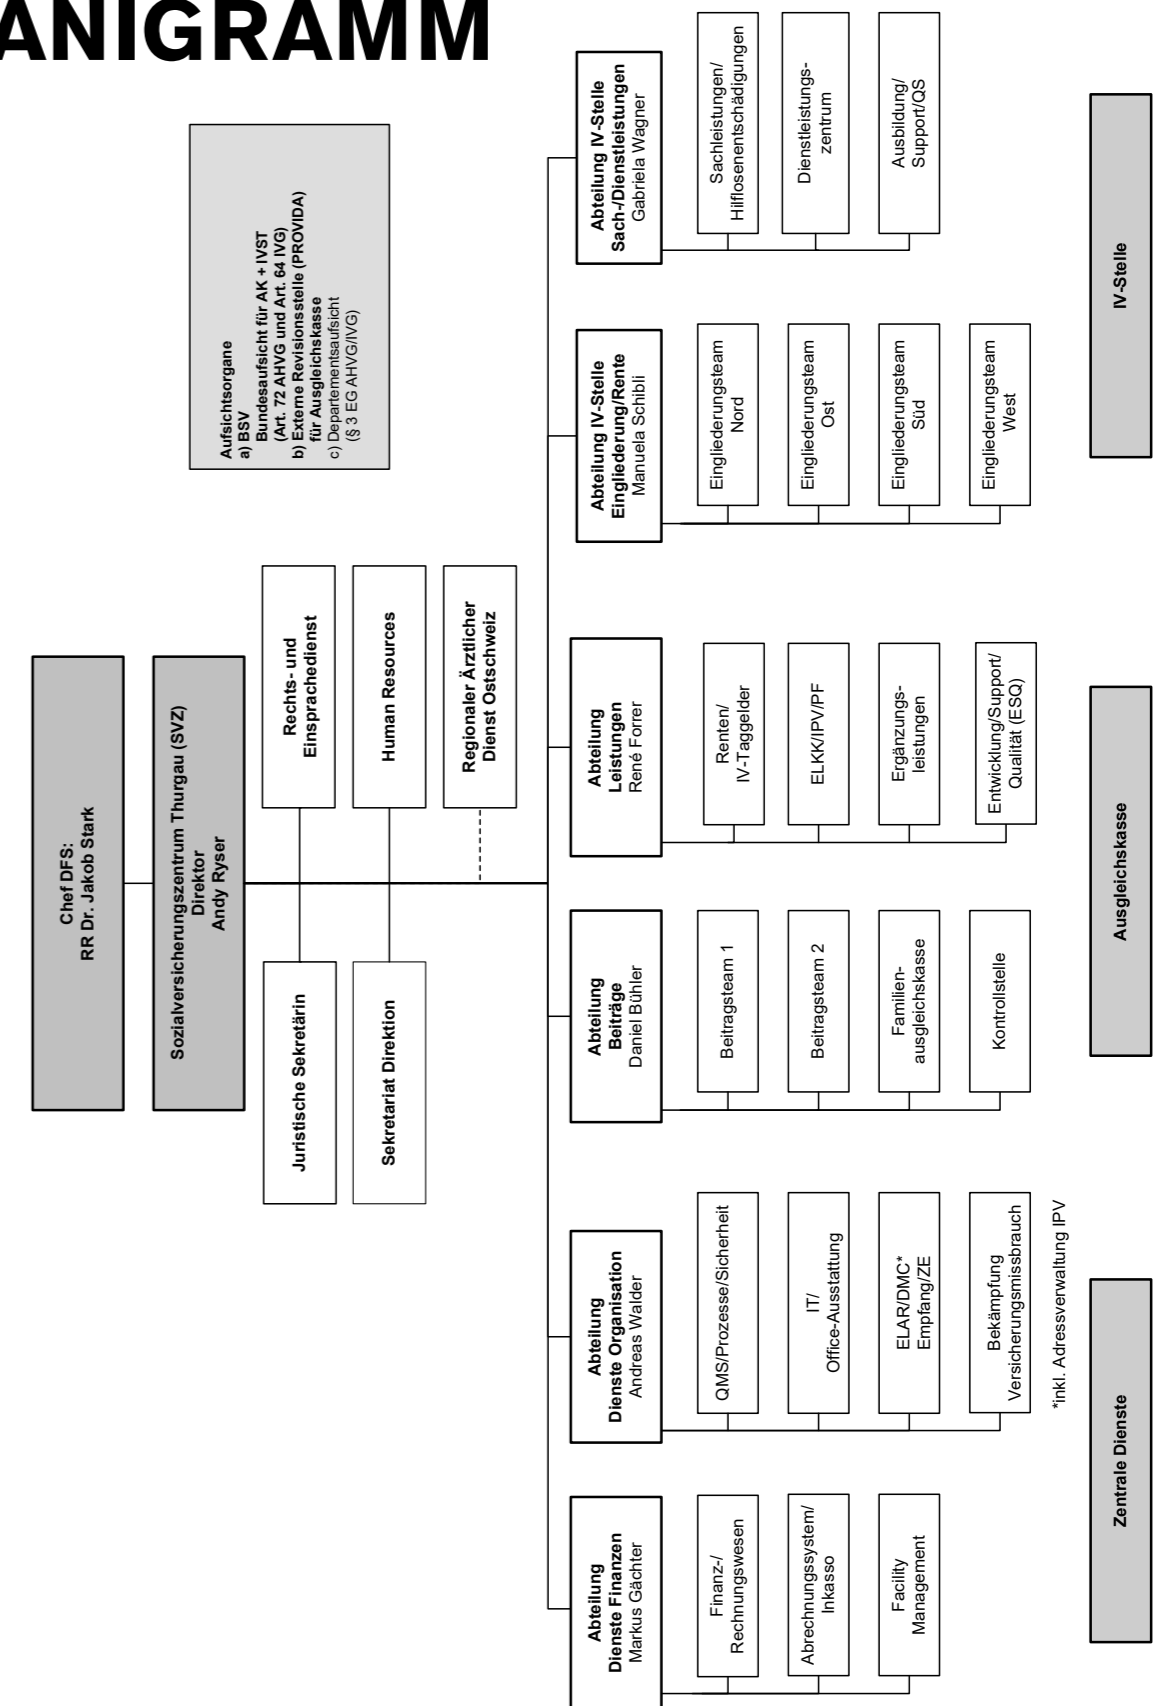 ANIGRAMM
Chef DFS:
RR Dr. Jakob Stark
Sozialversicherungszentrum Thurgau (SVZ)
Direktor
Andy Ryser
Aufsichtsorgane
a) BSV
Bundesaufsicht für AK + IVST
(Art. 72 AHVG und Art. 64 IVG)
b) Externe Revisionsstelle (PROVIDA)
für Ausgleichskasse
c) Departementsaufsicht
(§ 3 EG AHVG/IVG)
Juristische Sekretärin
Rechts- und
Einsprachedienst
Sekretariat Direktion
Human Resources
Regionaler Ärztlicher
Dienst Ostschweiz
Abteilung
Dienste Finanzen
Markus Gächter
Finanz-/
Rechnungswesen
Abrechnungssystem/
Inkasso
Facility
Management
Abteilung
Dienste Organisation
Andreas Walder
QMS/Prozesse/Sicherheit
IT/
Office-Ausstattung
ELAR/DMC*
Empfang/ZE
Bekämpfung
Versicherungsmissbrauch
*inkl. Adressverwaltung IPV
Abteilung
Beiträge
Daniel Bühler
Beitragsteam 1
Beitragsteam 2
Familien-
ausgleichskasse
Kontrollstelle
Abteilung
Leistungen
René Forrer
Renten/
IV-Taggelder
ELKK/IPV/PF
Ergänzungs-
leistungen
Entwicklung/Support/
Qualität (ESQ)
Abteilung IV-Stelle
Eingliederung/Rente
Manuela Schibli
Eingliederungsteam
Nord
Eingliederungsteam
Ost
Eingliederungsteam
Süd
Eingliederungsteam
West
Abteilung IV-Stelle
Sach-/Dienstleistungen
Gabriela Wagner
Sachleistungen/
Hilflosenentschädigungen
Dienstleistungs-
zentrum
Ausbildung/
Support/QS
Zentrale Dienste
Ausgleichskasse
IV-Stelle